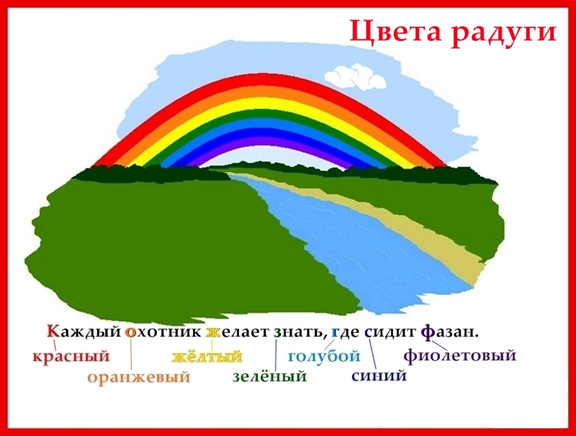 Цвета радуги
Каждый охотник желает знать, где сидит фазан.
красный жёлтый голубой фиолетовый
оранжевый зелёный синий